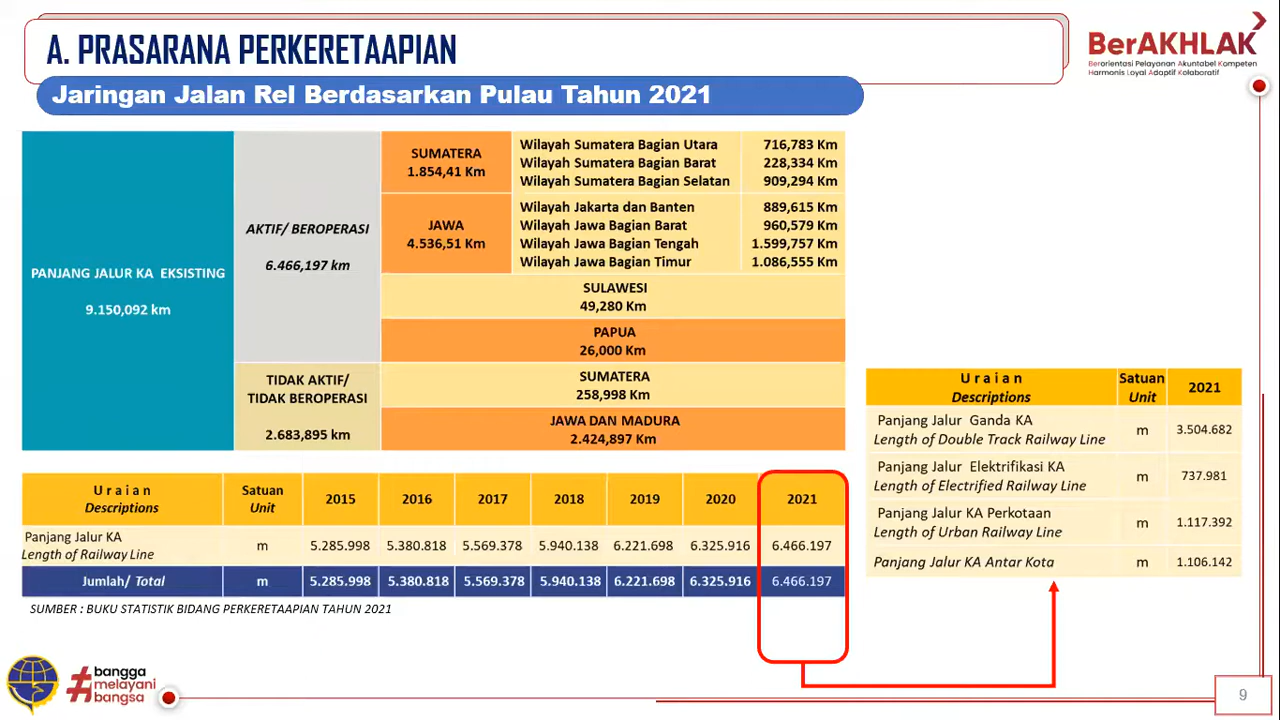 A. PRASARANA PERKERETAAPIAN
BerAKHLAK
Berorientasi Pelayanan Akuntabel Kompeten
Harmonis Loyal Adaptif Kolaboratif
Jaringan Jalan Rel Berdasarkan Pulau Tahun 2021
PANJANG JALUR KA EKSISTING
9.150,092 km
AKTIF/ BEROPERASI
6.466,197 km
SUMATERA
1.854,41 Km
Wilayah Sumatera Bagian Utara 716,783 Km
Wilayah Sumatera Bagian Barat 228,334 Km
Wilayah Sumatera Bagian Selatan 909,294 Km
JAWA
4.536,51 Km
Wilayah Jakarta dan Banten 889,615 Km
Wilayah Jawa Bagian Barat 960,579 Km
Wilayah Jawa Bagian Tengah 1.599,757 Km
Wilayah Jawa Bagian Timur 1.086,555 Km
SULAWESI
49,280 Km
PAPUA
26,000 Km
TIDAK AKTIF/
TIDAK BEROPERASI
2.683,895 km
SUMATERA
258,998 Km
JAWA DAN MADURA
2.424,897 Km
U r a i a n
Descriptions
Satuan
Unit
2015 2016 2017 2018 2019 2020 2021
Panjang Jalur KA
Length of Railway Line
m 5.285.998 5.380.818 5.569.378 5.940.138 6.221.698 6.325.916 6.466.197
Jumlah/ Total m 5.285.998 5.380.818 5.569.378 5.940.138 6.221.698 6.325.916 6.466.197
SUMBER : BUKU STATISTIK BIDANG PERKERETAAPIAN TAHUN 2021
U r a i a n
Descriptions
Satuan
Unit
2021
Panjang Jalur Ganda KA
Length of Double Track Railway Line
m 3.504.682
Panjang Jalur Elektrifikasi KA
Length of Electrified Railway Line
m 737.981
Panjang Jalur KA Perkotaan
Length of Urban Railway Line
m 1.117.392
Panjang Jalur KA Antar Kota m 1.106.142
#bangga
melayani
bangsa
9